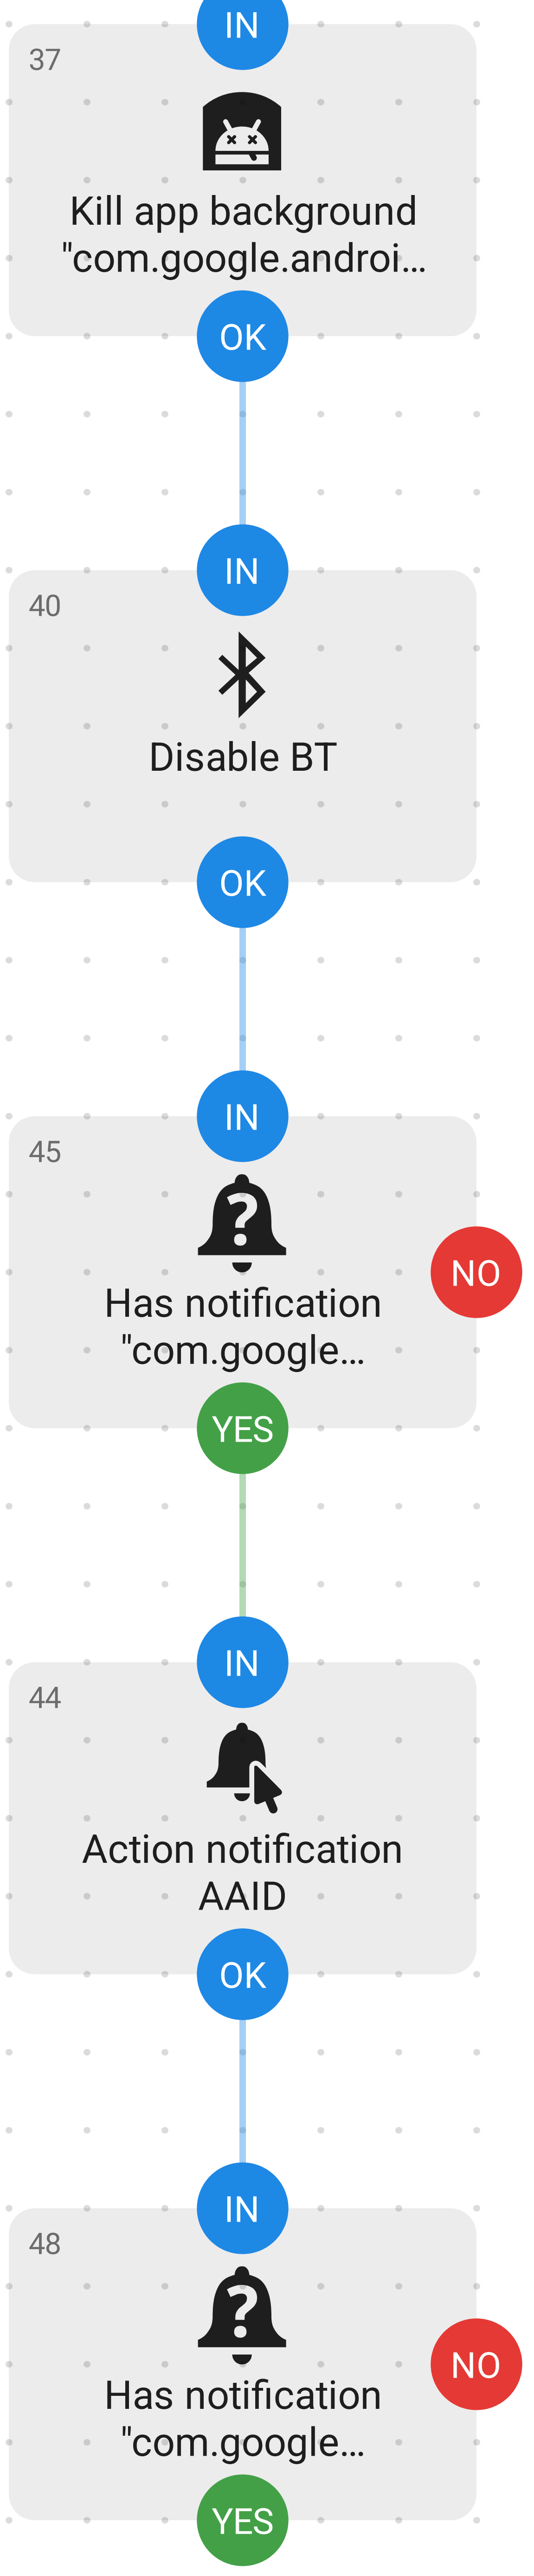 IN
37
Kill app background
"com.google.androi…
OK
IN
40
Disable BT
OK
IN
45
Has notification
"com.google…
NO
YES
IN
44
Action notification
AAID
OK
IN
48
Has notification
"com.google…
NO
YES